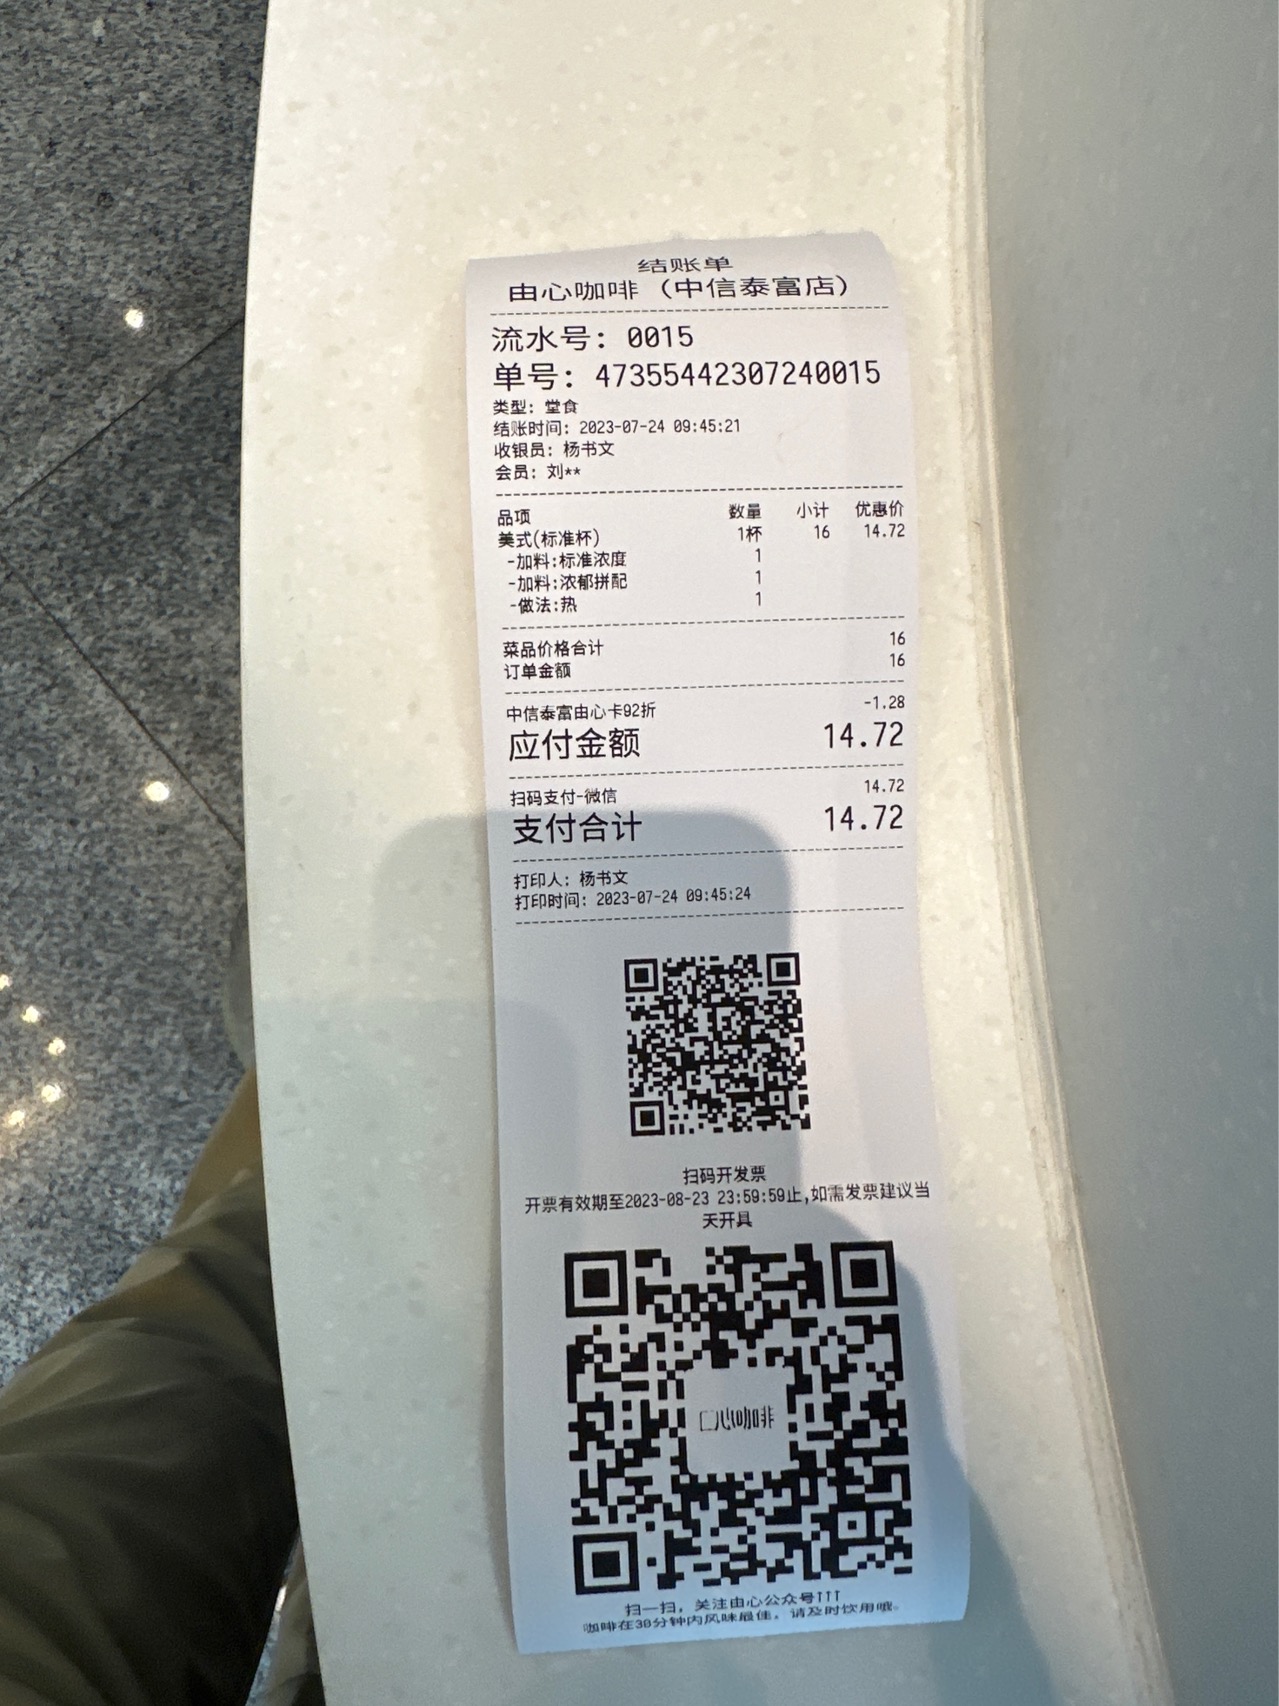 结账单
由心咖啡（中信泰富店）
流水号: 0015
单号: 47355442307240015
类型: 堂食
结账时间: 2023-07-24 09:45:21
收银员: 杨书文
会员: 刘**
品项 数量 小计 优惠价
美式(标准杯) 1杯 16 14.72
-加料:标准浓度 1
-加料:浓郁拼配 1
-做法:热 1
菜品价格合计 16
订单金额 16
中信泰富由心卡92折 -1.28
应付金额 14.72
扫码支付-微信 14.72
支付合计 14.72
打印人: 杨书文
打印时间: 2023-07-24 09:45:24
扫码开发票
开票有效期至2023-08-23 23:59:59止,如需发票建议当
天开具
心咖啡
扫一扫，关注由心公众号↑↑↑
咖啡在30分钟内风味最佳，请及时饮用哦。